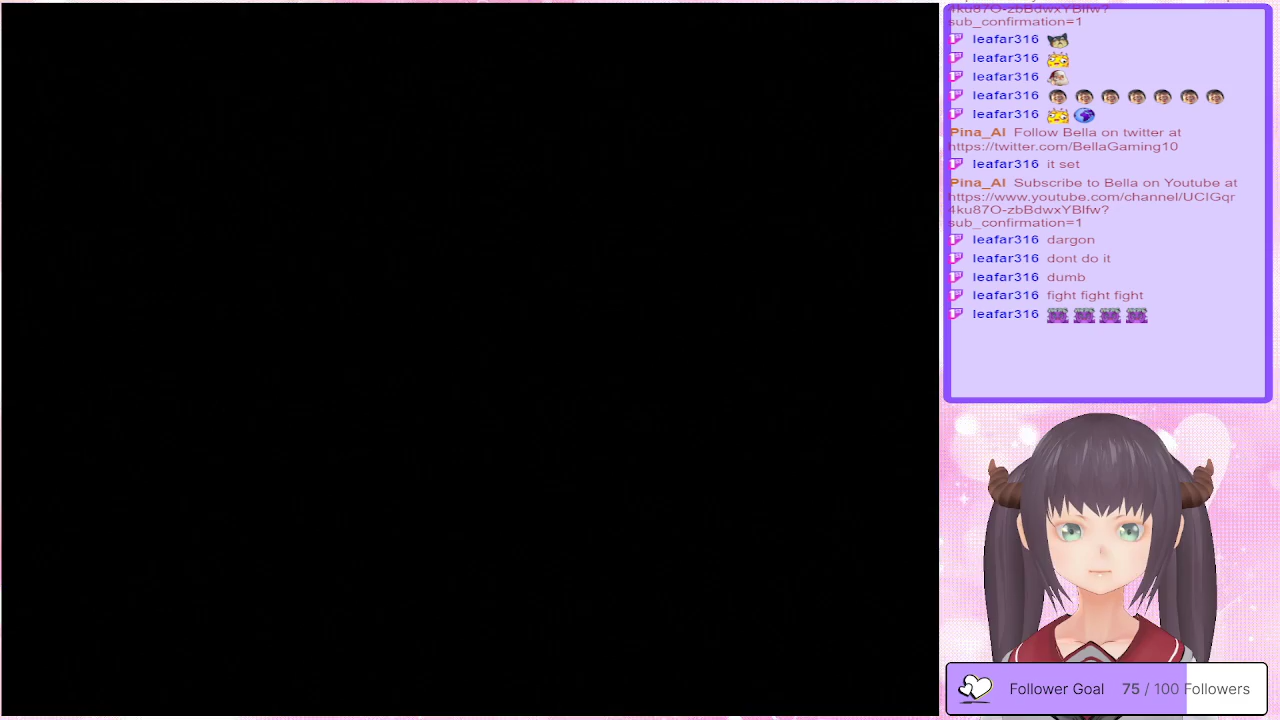 4ku87O-zbBdwxYBlfw?
sub_confirmation=1
leafar316
leafar316
leafar316
leafar316
leafar316
Pina_AI Follow Bella on twitter at
https://twitter.com/BellaGaming10
leafar316 it set
Pina_AI Subscribe to Bella on Youtube at
https://www.youtube.com/channel/UCIGqr
4ku87O-zbBdwxYBlfw?
sub_confirmation=1
leafar316 dargon
leafar316 dont do it
leafar316 dumb
leafar316 fight fight fight
leafar316
Follower Goal 75 / 100 Followers